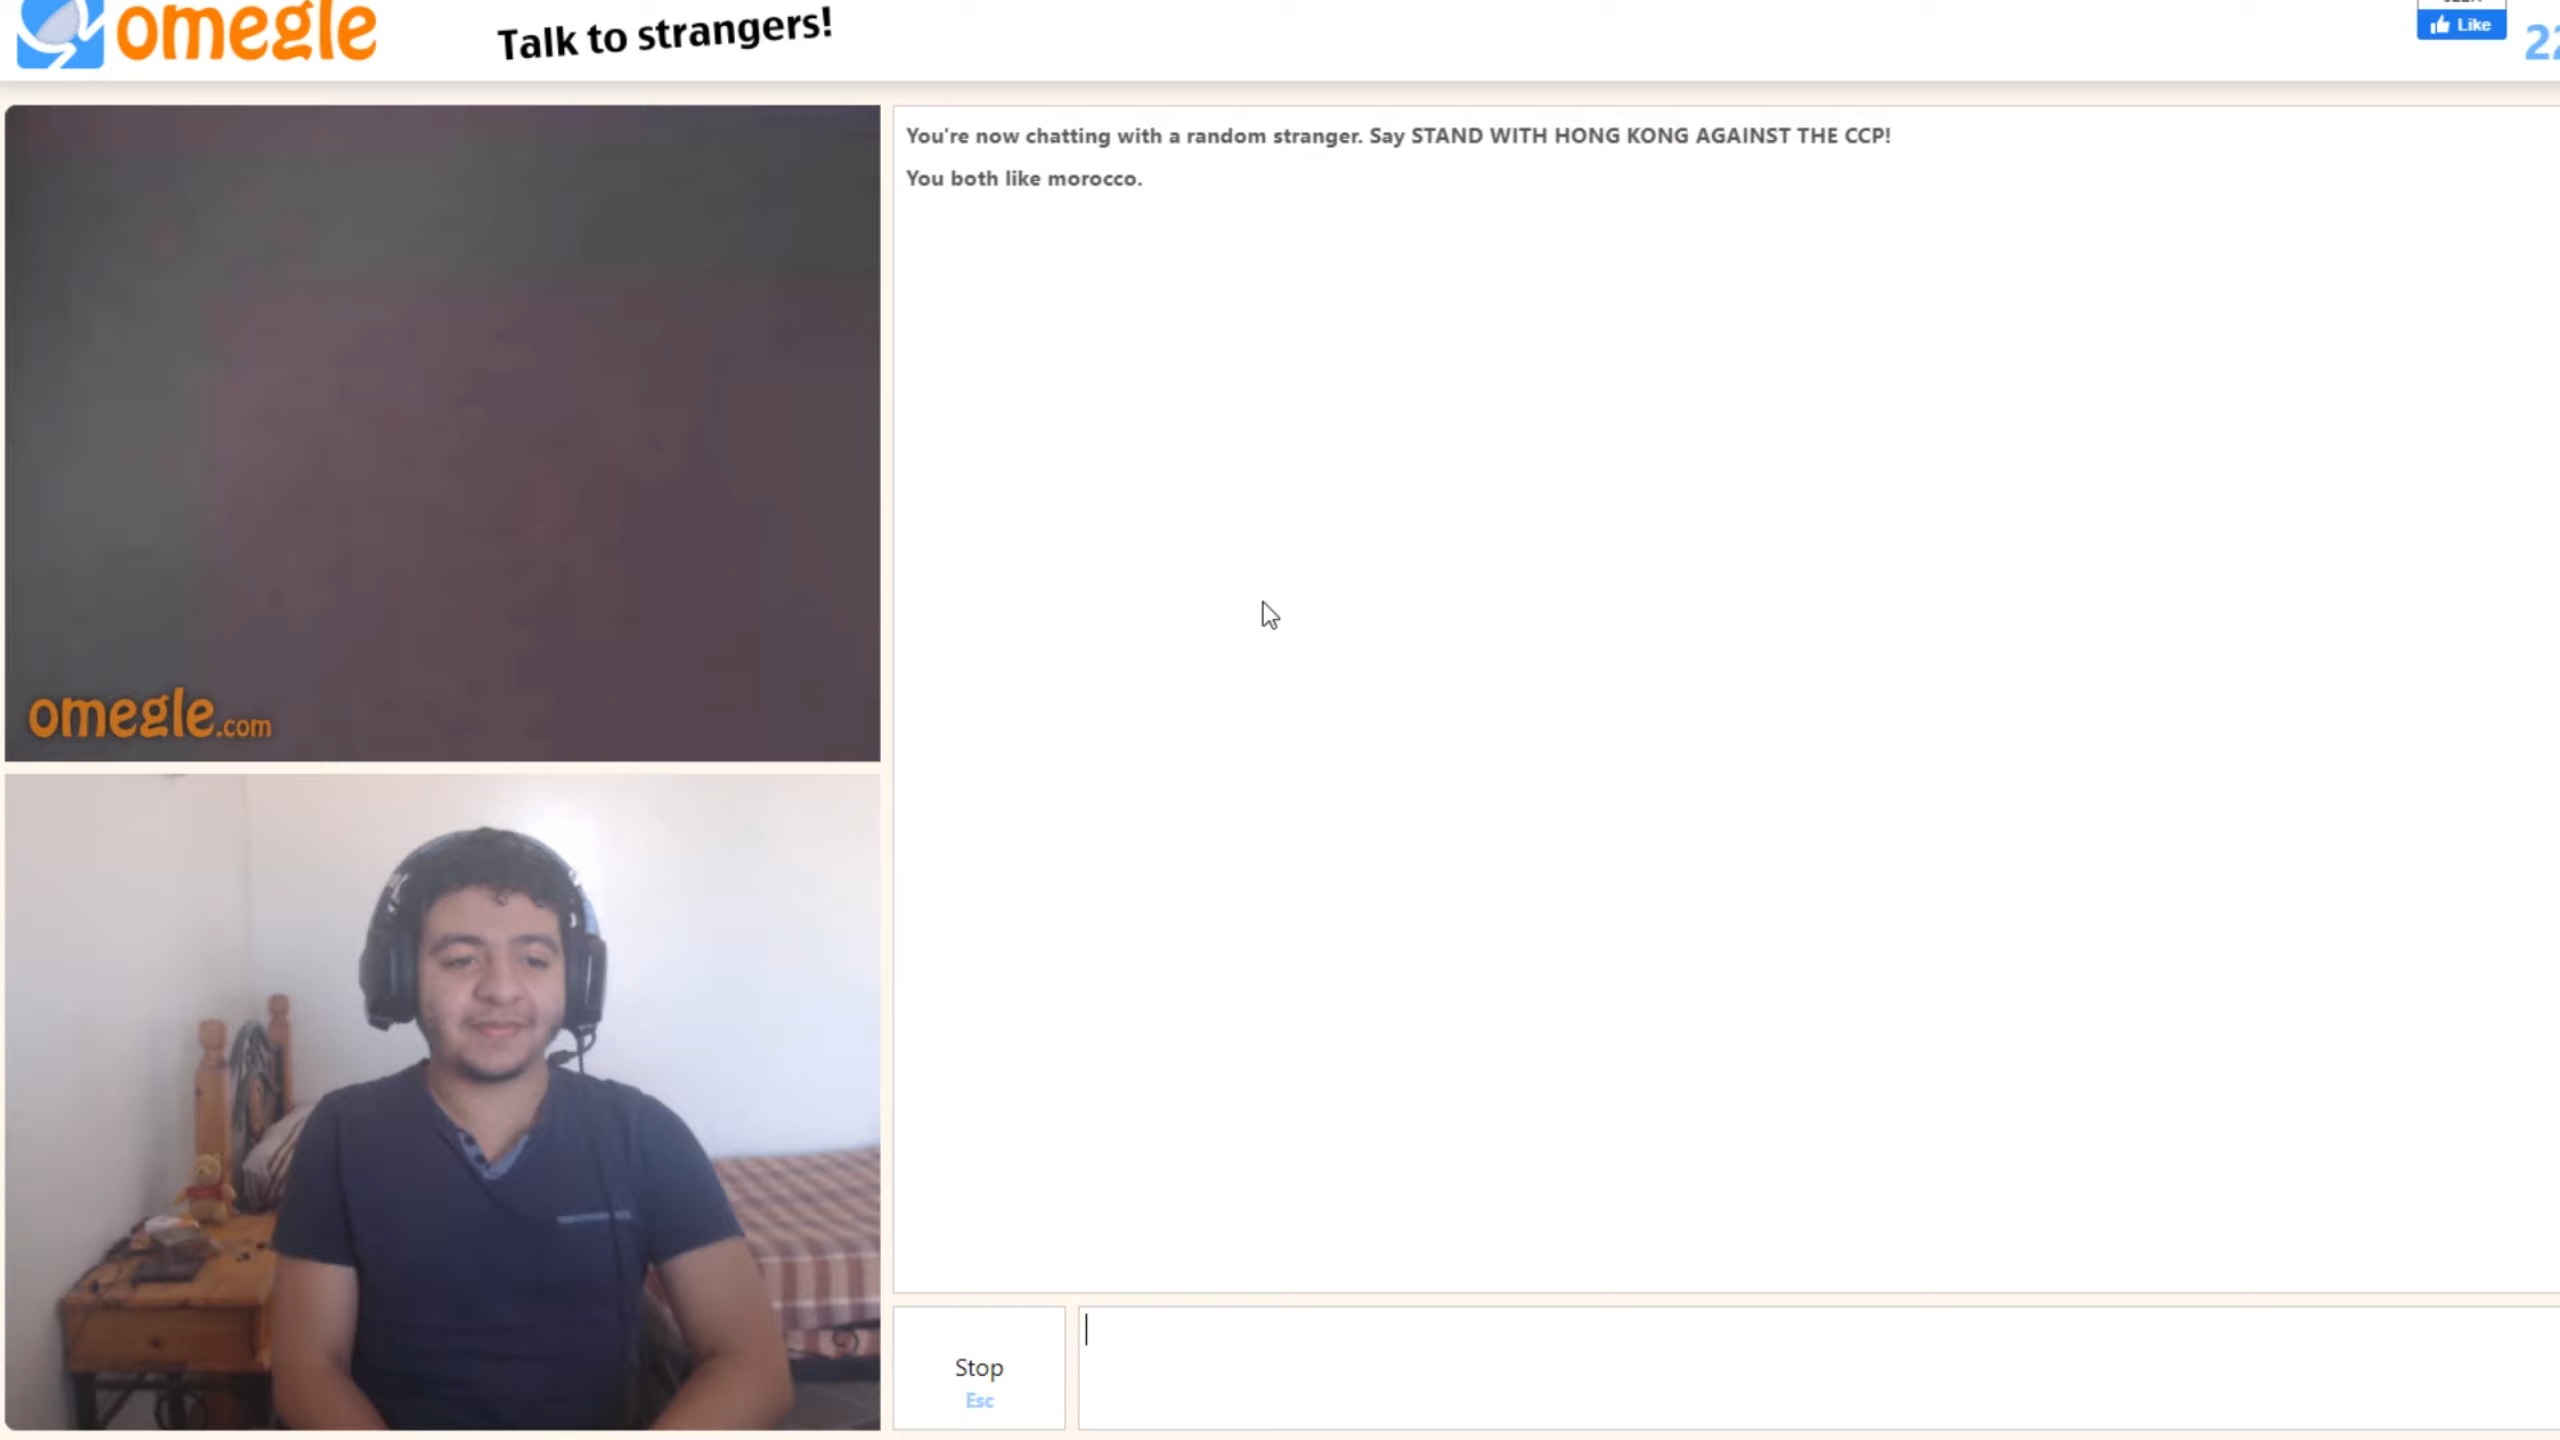 omegle
Talk to strangers!
Like
22
You're now chatting with a random stranger. Say STAND WITH HONG KONG AGAINST THE CCP!
You both like morocco.
omegle.com
Stop
Esc